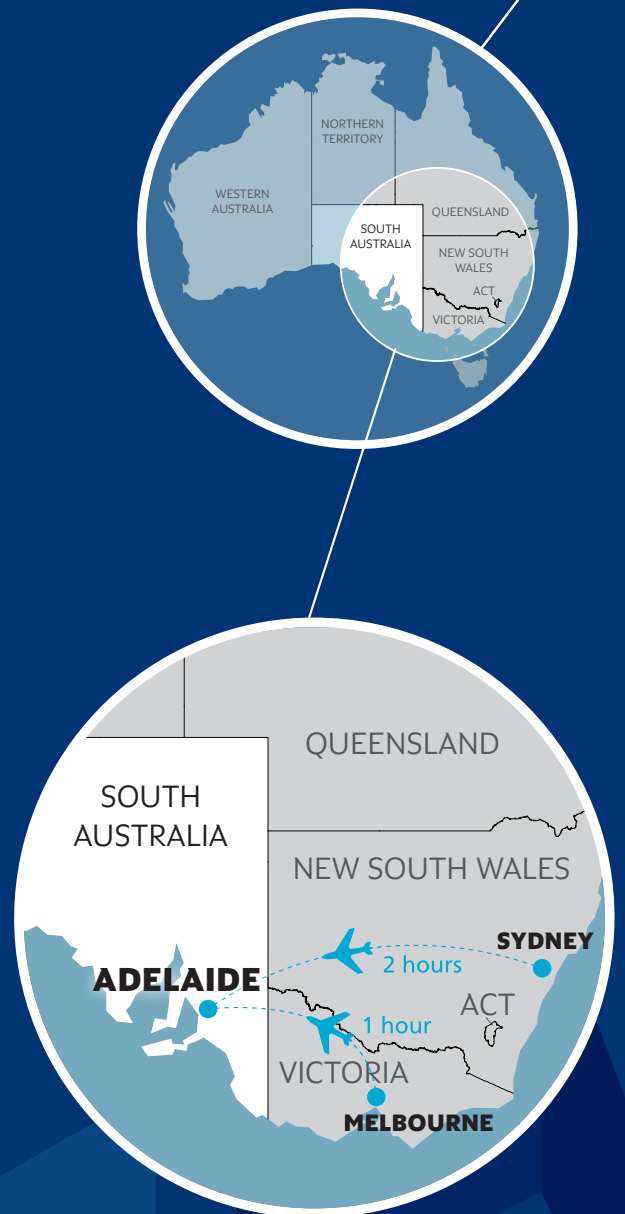 NORTHERN
TERRITORY
WESTERN
AUSTRALIA
QUEENSLAND
SOUTH
AUSTRALIA
NEW SOUTH
WALES
ACT
VICTORIA
QUEENSLAND
SOUTH
AUSTRALIA
NEW SOUTH WALES
SYDNEY
2 hours
ADELAIDE
ACT
1 hour
VICTORIA
MELBOURNE